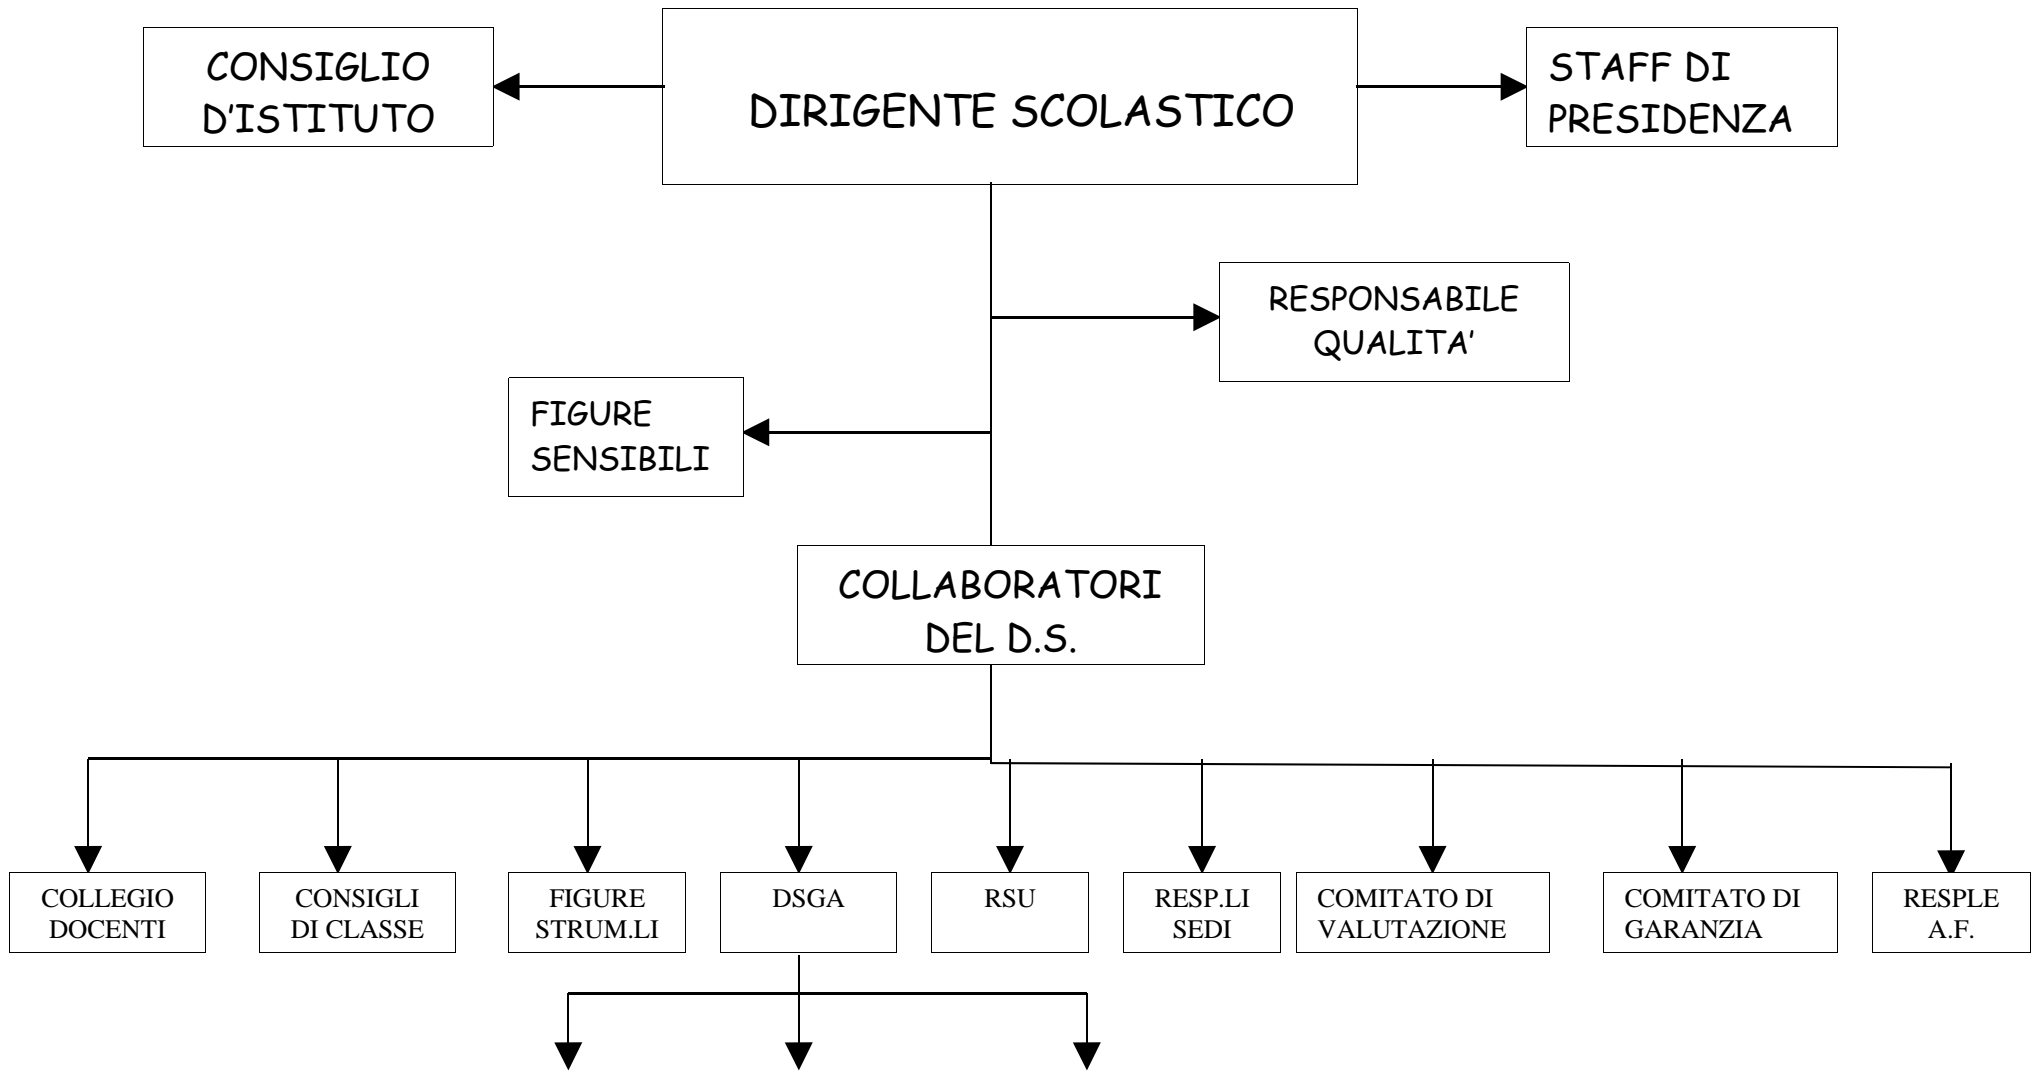 CONSIGLIO
D'ISTITUTO
DIRIGENTE SCOLASTICO
STAFF DI
PRESIDENZA
RESPONSABILE
QUALITA'
FIGURE
SENSIBILI
COLLABORATORI
DEL D.S.
COLLEGIO
DOCENTI
CONSIGLI
DI CLASSE
FIGURE
STRUM.LI
DSGA
RSU
RESP.LI
SEDI
COMITATO DI
VALUTAZIONE
COMITATO DI
GARANZIA
RESPLE
A.F.